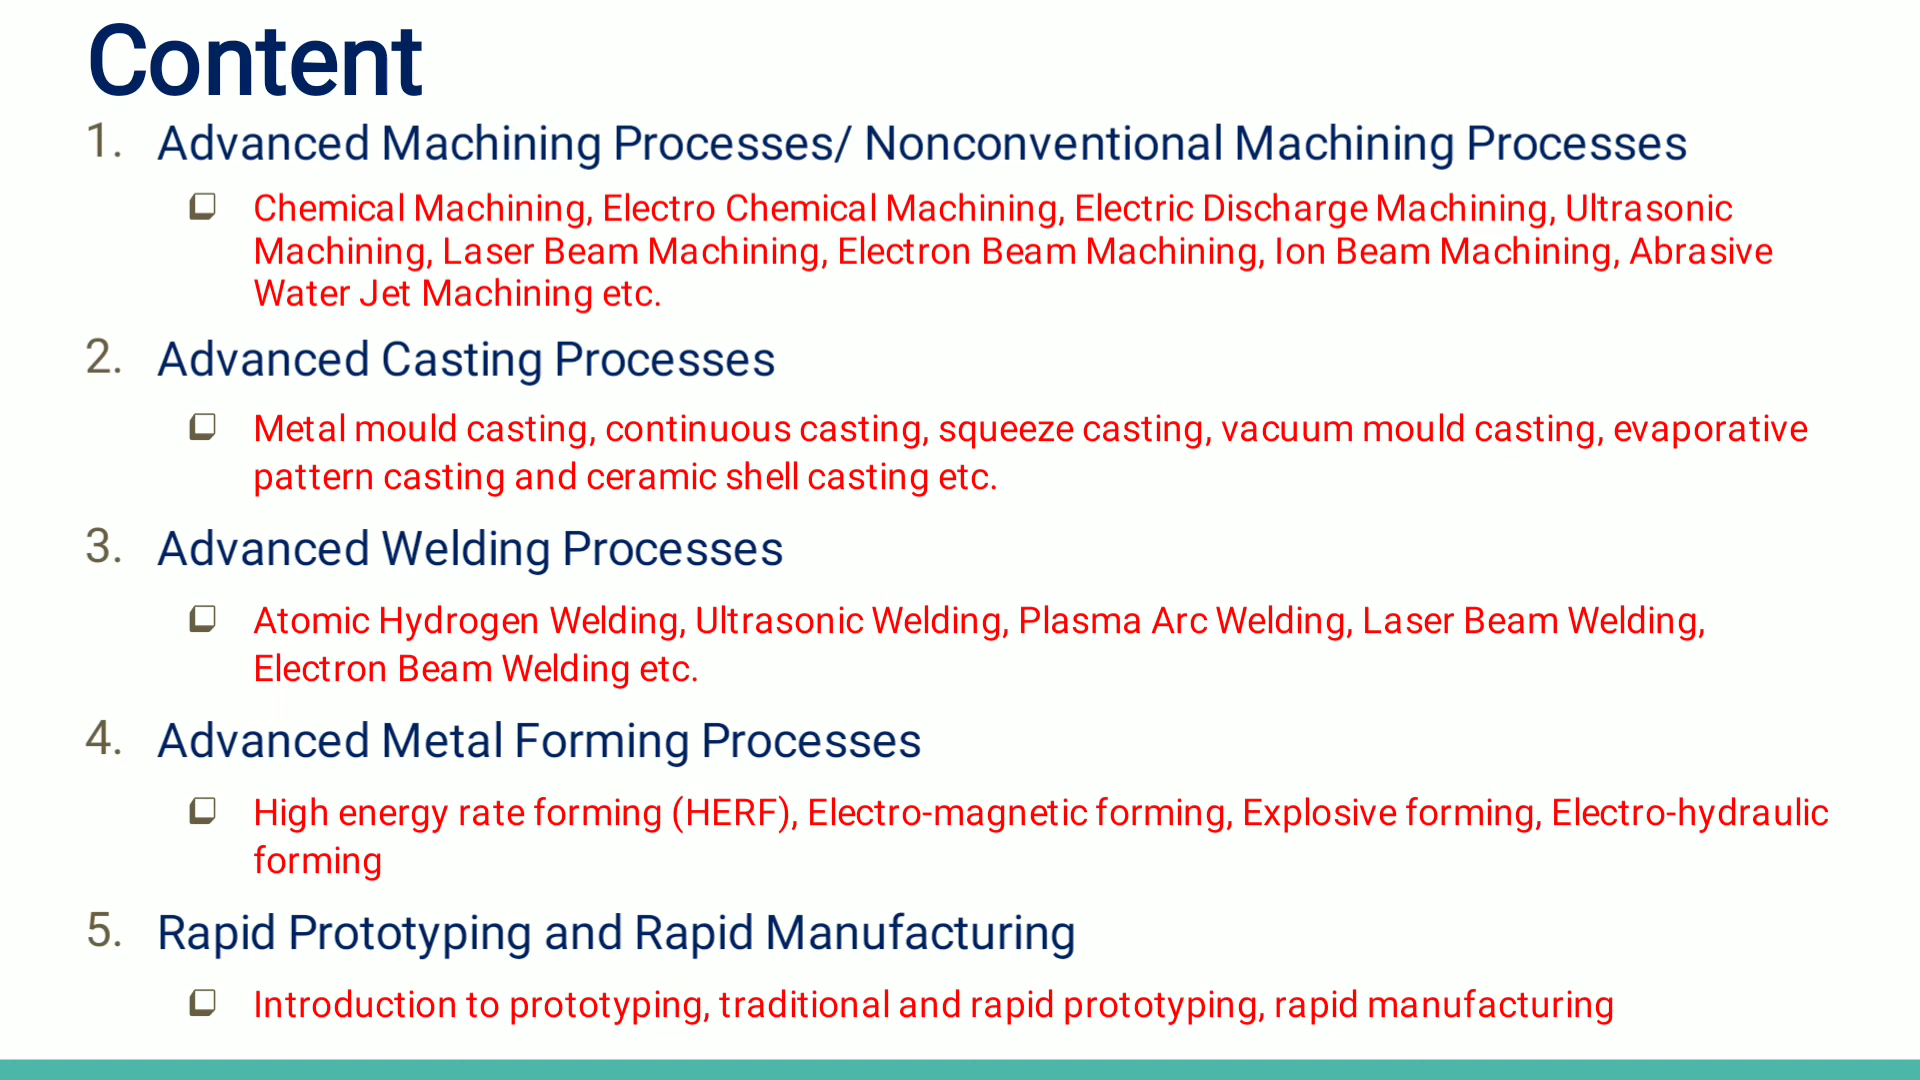 Content
1. Advanced Machining Processes/ Nonconventional Machining Processes
Chemical Machining, Electro Chemical Machining, Electric Discharge Machining, Ultrasonic
Machining, Laser Beam Machining, Electron Beam Machining, Ion Beam Machining, Abrasive
Water Jet Machining etc.
2. Advanced Casting Processes
Metal mould casting, continuous casting, squeeze casting, vacuum mould casting, evaporative
pattern casting and ceramic shell casting etc.
3. Advanced Welding Processes
Atomic Hydrogen Welding, Ultrasonic Welding, Plasma Arc Welding, Laser Beam Welding,
Electron Beam Welding etc.
4. Advanced Metal Forming Processes
High energy rate forming (HERF), Electro-magnetic forming, Explosive forming, Electro-hydraulic
forming
5. Rapid Prototyping and Rapid Manufacturing
Introduction to prototyping, traditional and rapid prototyping, rapid manufacturing